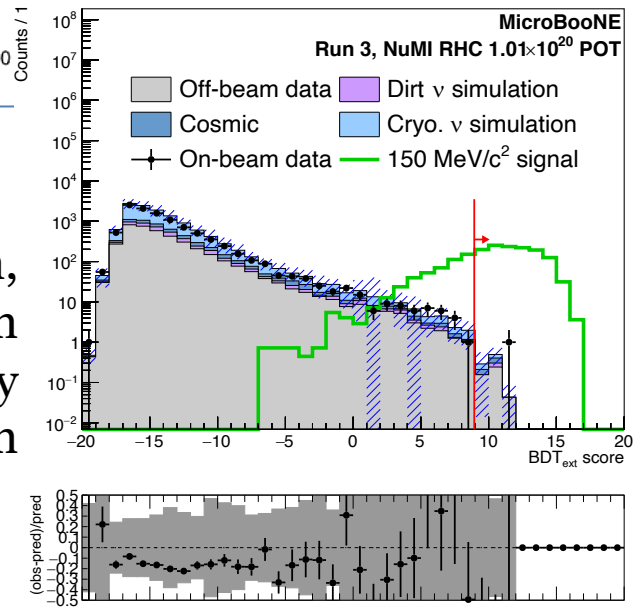 MicroBooNE
Run 3, NuMI RHC 1.01×10²⁰ POT
Counts / 1
Off-beam data
Dirt ν simulation
Cosmic
Cryo. ν simulation
On-beam data
150 MeV/c² signal
10⁸
10⁷
10⁶
10⁵
10⁴
10³
10²
10
1
10⁻¹
10⁻²
−20 −15 −10 −5 0 5 10 15 20
BDT_ext score
(obs-pred)/pred
0.5
0.4
0.3
0.2
0.1
0
−0.1
−0.2
−0.3
−0.4
−0.5